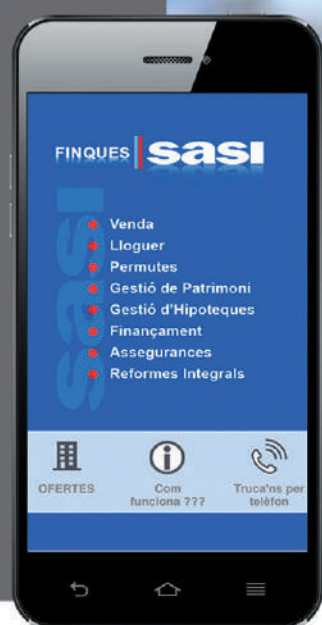 FINQUES sasi
sasi
Venda
Lloguer
Permutes
Gestió de Patrimoni
Gestió d'Hipoteques
Finançament
Assegurances
Reformes Integrals
OFERTES
Com
funciona ???
Truca'ns per
telèfon